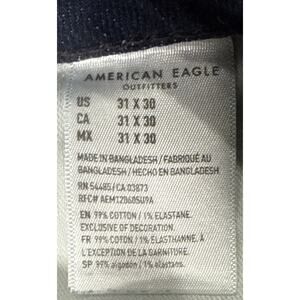 AMERICAN EAGLE
OUTFITTERS
US 31 X 30
CA 31 X 30
MX 31 X 30
MADE IN BANGLADESH / FABRIQUÉ AU
BANGLADESH / HECHO EN BANGLADESH
RN 54485 / CA 03873
RFC# AEM120605U9A
EN 99% COTTON / 1% ELASTANE.
EXCLUSIVE OF DECORATION.
FR 99% COTON / 1% ÉLASTHANNE. À
L'EXCEPTION DE LA GARNITURE.
SP 99% algodón / 1% elastano.